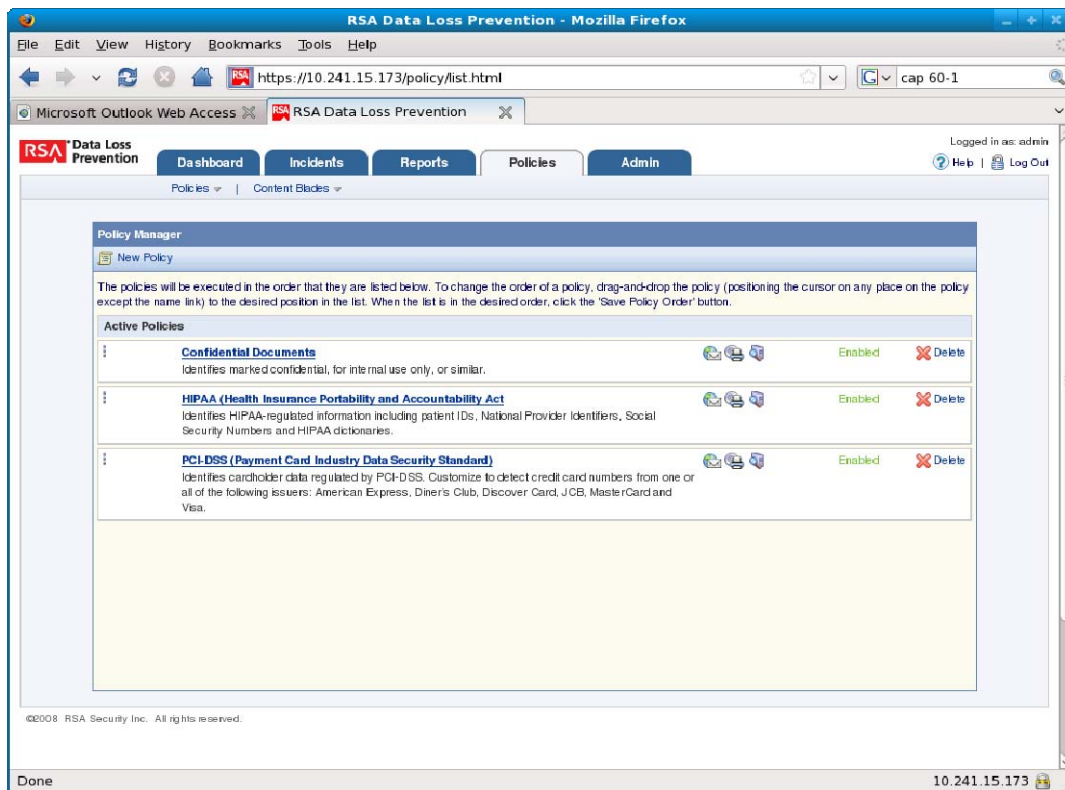 RSA Data Loss Prevention - Mozilla Firefox
File Edit View History Bookmarks Tools Help
RSA https://10.241.15.173/policy/list.html G cap 60-1
Microsoft Outlook Web Access RSA RSA Data Loss Prevention
RSA Data Loss Prevention
Logged in as: admin
Dashboard Incidents Reports Policies Admin
Help | Log Out
Policies | Content Blades
Policy Manager
New Policy
The policies will be executed in the order that they are listed below. To change the order of a policy, drag-and-drop the policy (positioning the cursor on any place on the policy
except the name link) to the desired position in the list. When the list is in the desired order, click the 'Save Policy Order' button.
Active Policies
Confidential Documents Enabled Delete
Identifies marked confidential, for internal use only, or similar.
HIPAA (Health Insurance Portability and Accountability Act Enabled Delete
Identifies HIPAA-regulated information including patient IDs, National Provider Identifiers, Social
Security Numbers and HIPAA dictionaries.
PCI-DSS (Payment Card Industry Data Security Standard) Enabled Delete
Identifies cardholder data regulated by PCI-DSS. Customize to detect credit card numbers from one or
all of the following issuers: American Express, Diner's Club, Discover Card, JCB, MasterCard and
Visa.
©2008 RSA Security Inc. All rights reserved.
Done 10.241.15.173